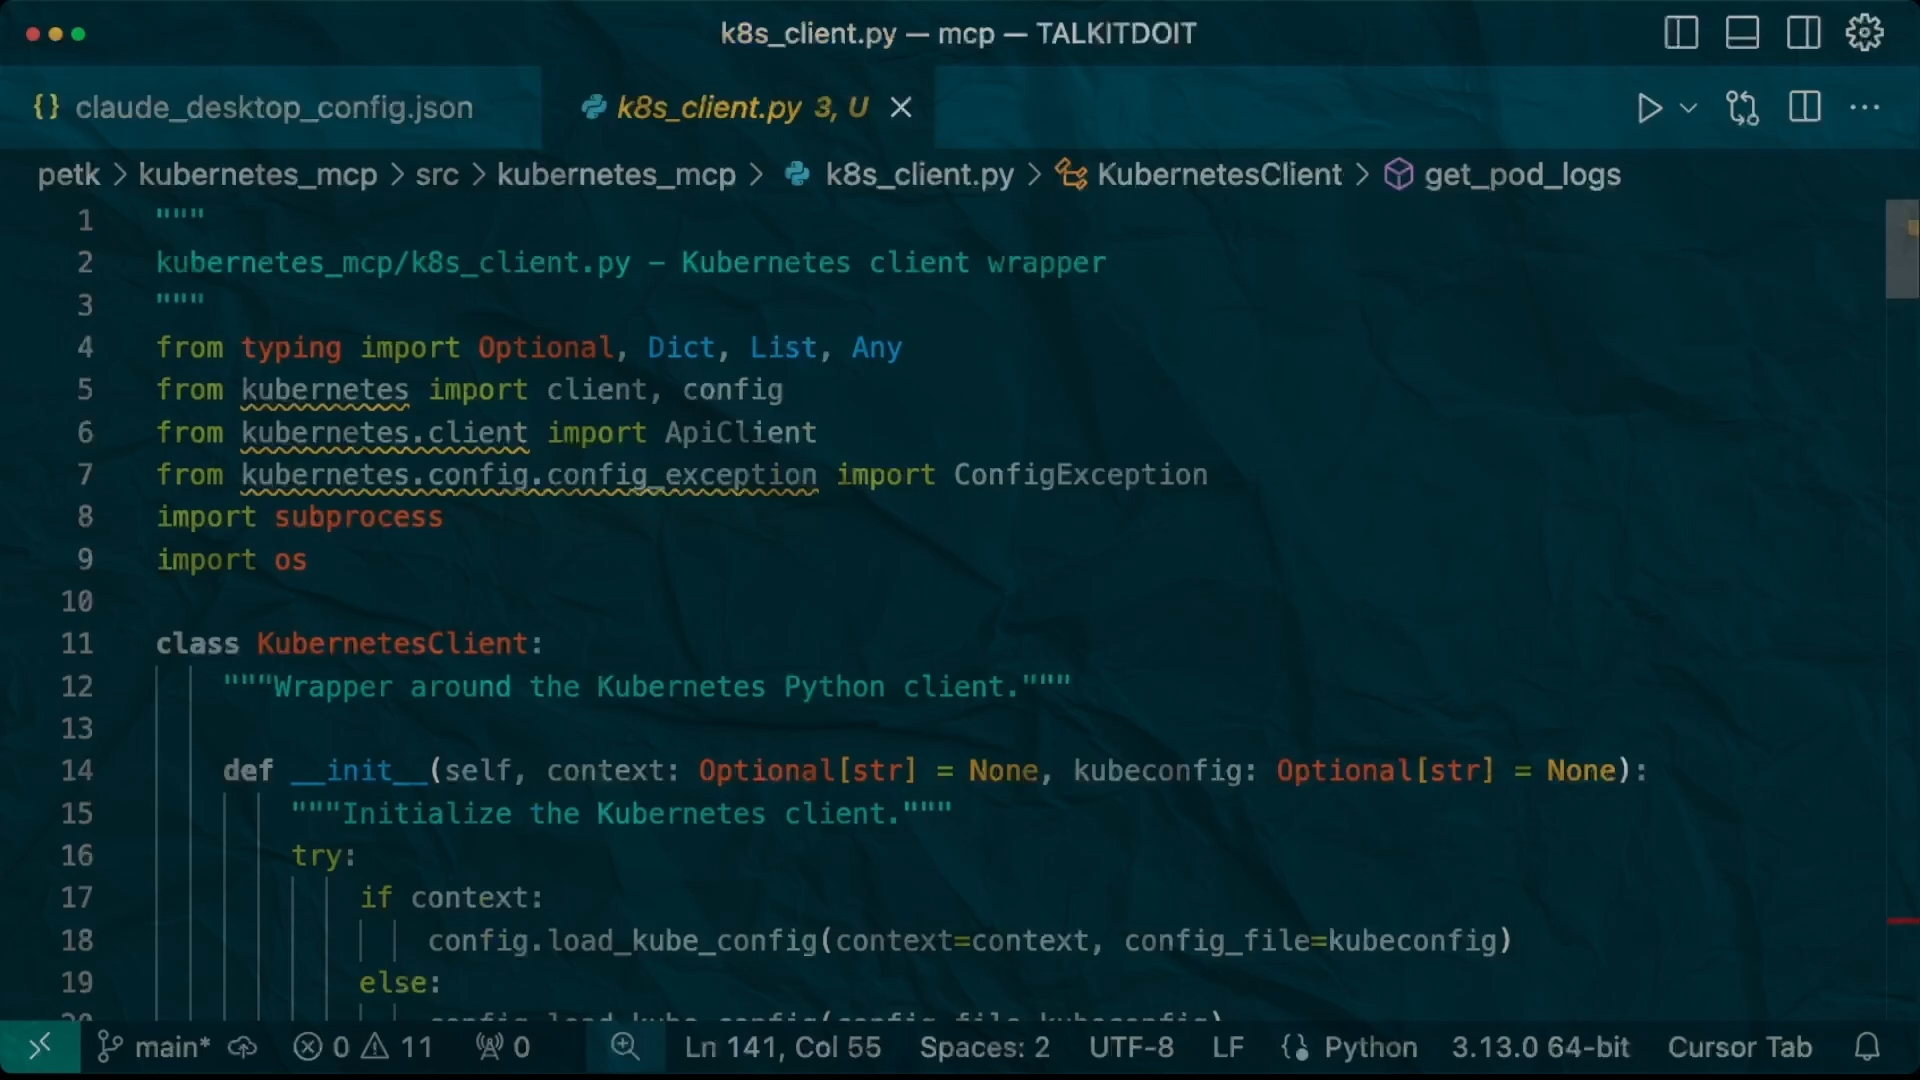 k8s_client.py — mcp — TALKITDOIT
{} claude_desktop_config.json
k8s_client.py 3, U
petk > kubernetes_mcp > src > kubernetes_mcp > k8s_client.py > KubernetesClient > get_pod_logs
1 """
2 kubernetes_mcp/k8s_client.py – Kubernetes client wrapper
3 """
4 from typing import Optional, Dict, List, Any
5 from kubernetes import client, config
6 from kubernetes.client import ApiClient
7 from kubernetes.config.config_exception import ConfigException
8 import subprocess
9 import os
10
11 class KubernetesClient:
12 """Wrapper around the Kubernetes Python client."""
13
14 def __init__(self, context: Optional[str] = None, kubeconfig: Optional[str] = None):
15 """Initialize the Kubernetes client."""
16 try:
17 if context:
18 config.load_kube_config(context=context, config_file=kubeconfig)
19 else:
20 config.load_kube_config(config_file=kubeconfig)
main* 0 11 0 Ln 141, Col 55 Spaces: 2 UTF-8 LF {} Python 3.13.0 64-bit Cursor Tab